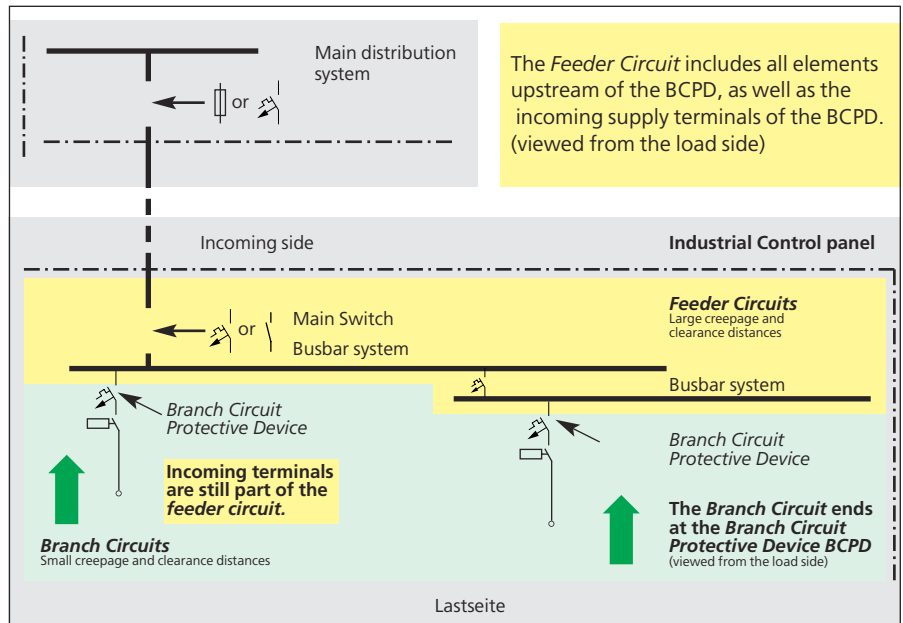 Main distribution
system
or
The Feeder Circuit includes all elements
upstream of the BCPD, as well as the
incoming supply terminals of the BCPD.
(viewed from the load side)
Incoming side
Industrial Control panel
Feeder Circuits
Large creepage and
clearance distances
or
Main Switch
Busbar system
Busbar system
Branch Circuit
Protective Device
Branch Circuit
Protective Device
Incoming terminals
are still part of the
feeder circuit.
The Branch Circuit ends
at the Branch Circuit
Protective Device BCPD
(viewed from the load side)
Branch Circuits
Small creepage and clearance distances
Lastseite